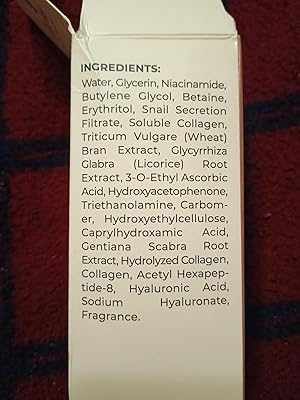 INGREDIENTS:
Water, Glycerin, Niacinamide,
Butylene Glycol, Betaine,
Erythritol, Snail Secretion
Filtrate, Soluble Collagen,
Triticum Vulgare (Wheat)
Bran Extract, Glycyrrhiza
Glabra (Licorice) Root
Extract, 3-O-Ethyl Ascorbic
Acid, Hydroxyacetophenone,
Triethanolamine, Carbom-
er, Hydroxyethylcellulose,
Caprylhydroxamic Acid,
Gentiana Scabra Root
Extract, Hydrolyzed Collagen,
Collagen, Acetyl Hexapep-
tide-8, Hyaluronic Acid,
Sodium Hyaluronate,
Fragrance.